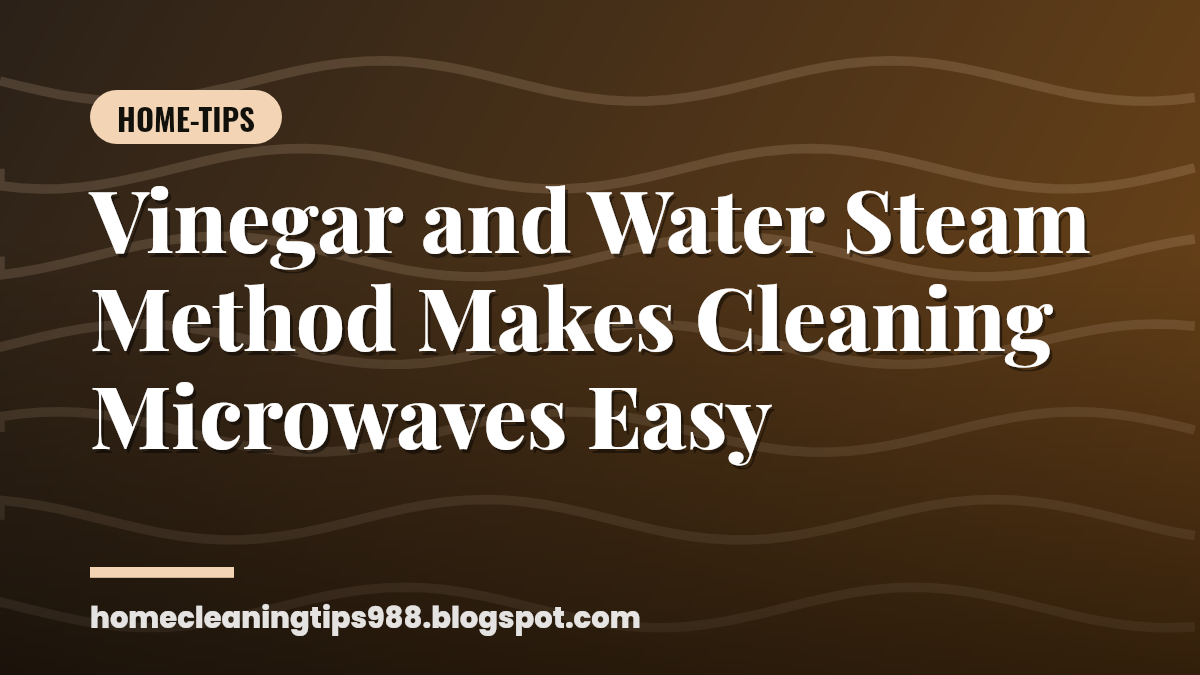 HOME-TIPS
Vinegar and Water Steam
Method Makes Cleaning
Microwaves Easy
homecleaningtips988.blogspot.com